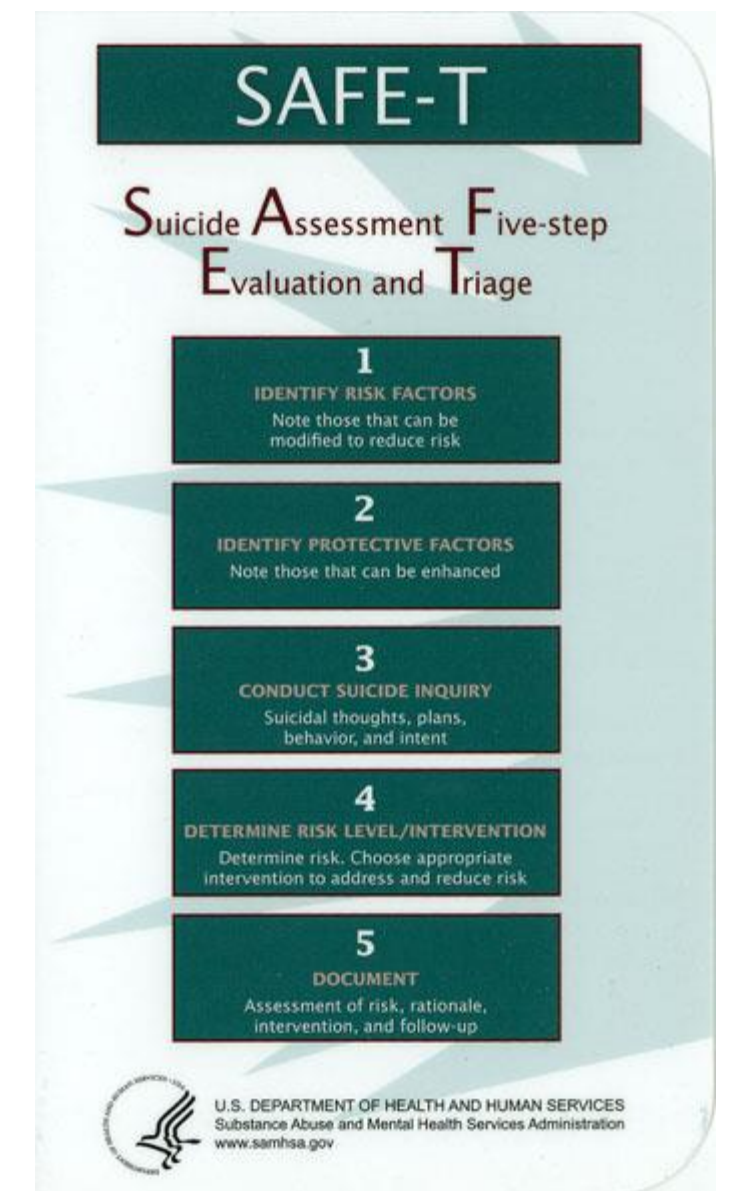 SAFE-T
Suicide Assessment Five-step
Evaluation and Triage
1
IDENTIFY RISK FACTORS
Note those that can be
modified to reduce risk
2
IDENTIFY PROTECTIVE FACTORS
Note those that can be enhanced
3
CONDUCT SUICIDE INQUIRY
Suicidal thoughts, plans,
behavior, and intent
4
DETERMINE RISK LEVEL/INTERVENTION
Determine risk. Choose appropriate
intervention to address and reduce risk
5
DOCUMENT
Assessment of risk, rationale,
intervention, and follow-up
U.S. DEPARTMENT OF HEALTH AND HUMAN SERVICES
Substance Abuse and Mental Health Services Administration
www.samhsa.gov